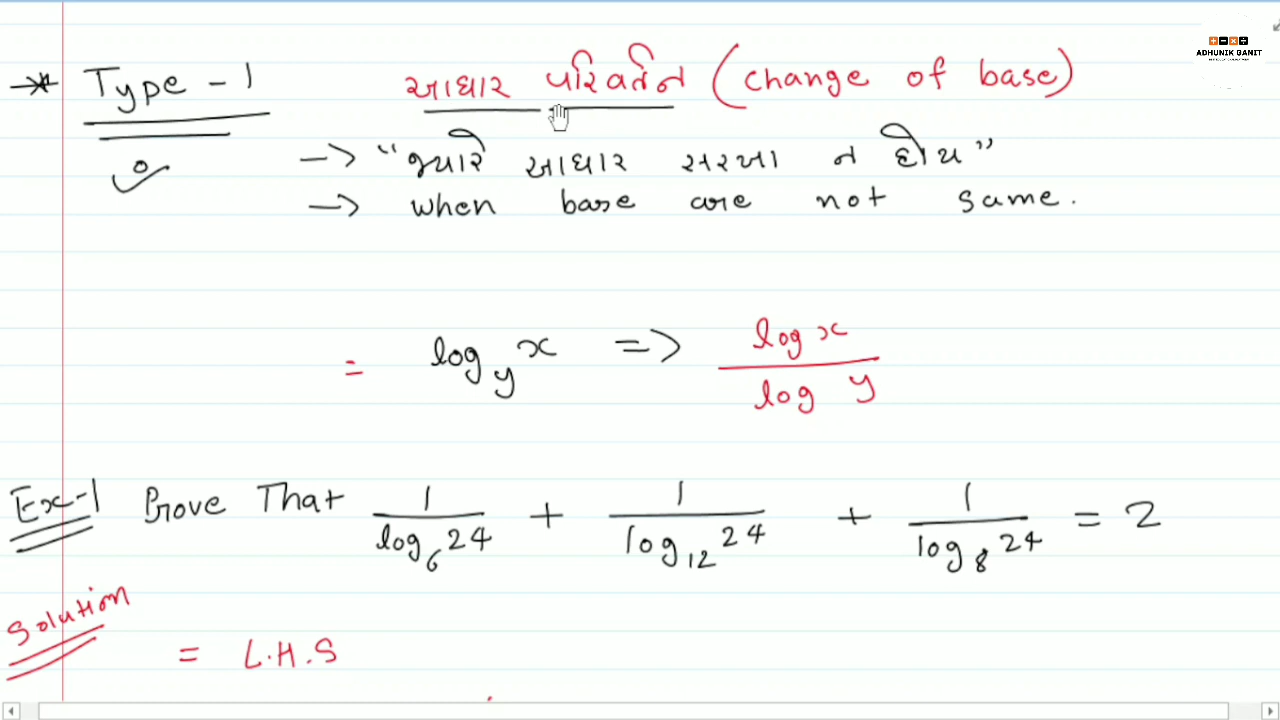 ADHUNIK GANIT
Type - 1 આધાર પરિવર્તન (change of base)
→ "જ્યારે આધાર સરખા ન હોય"
→ when base are not same.
= log_y x => log x / log y
Ex-1 Prove That 1/log_6 24 + 1/log_12 24 + 1/log_8 24 = 2
Solution
= L.H.S